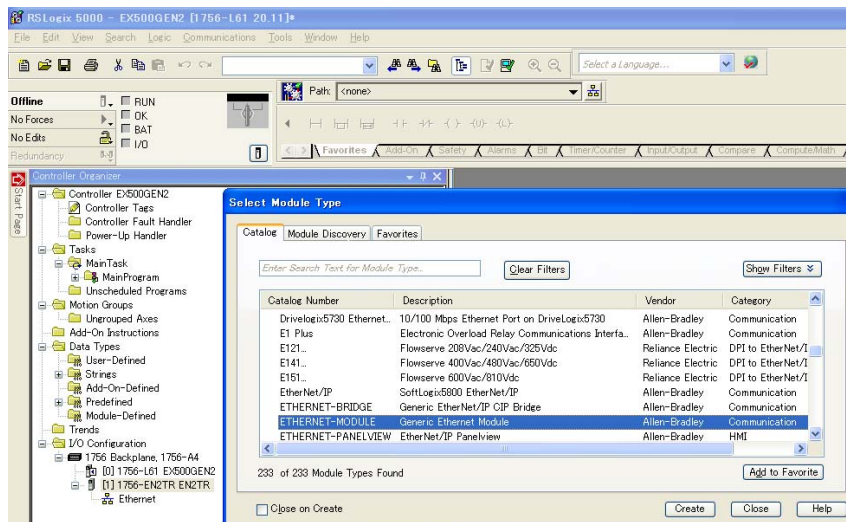 RSLogix 5000 - EX500GEN2 [1756-L61 20.11]*
File Edit View Search Logic Communications Tools Window Help
Select a Language...
Path: <none>
Offline
RUN
No Forces
OK
BAT
No Edits
I/O
Redundancy
Favorites Add-On Safety Alarms Bit Timer/Counter Input/Output Compare Compute/Math
Start Page
Controller Organizer
Controller EX500GEN2
Controller Tags
Controller Fault Handler
Power-Up Handler
Tasks
MainTask
MainProgram
Unscheduled Programs
Motion Groups
Ungrouped Axes
Add-On Instructions
Data Types
User-Defined
Strings
Add-On-Defined
Predefined
Module-Defined
Trends
I/O Configuration
1756 Backplane, 1756-A4
[0] 1756-L61 EX500GEN2
[1] 1756-EN2TR EN2TR
Ethernet
Select Module Type
Catalog Module Discovery Favorites
Enter Search Text for Module Type...
Clear Filters
Show Filters
Catalog Number Description Vendor Category
Drivelogix5730 Ethernet... 10/100 Mbps Ethernet Port on DriveLogix5730 Allen-Bradley Communication
E1 Plus Electronic Overload Relay Communications Interfa... Allen-Bradley Communication
E121... Flowserve 208Vac/240Vac/325Vdc Reliance Electric DPI to EtherNet/I
E141... Flowserve 400Vac/480Vac/650Vdc Reliance Electric DPI to EtherNet/I
E151... Flowserve 600Vac/810Vdc Reliance Electric DPI to EtherNet/I
EtherNet/IP SoftLogix5800 EtherNet/IP Allen-Bradley Communication
ETHERNET-BRIDGE Generic EtherNet/IP CIP Bridge Allen-Bradley Communication
ETHERNET-MODULE Generic Ethernet Module Allen-Bradley Communication
ETHERNET-PANELVIEW EtherNet/IP Panelview Allen-Bradley HMI
233 of 233 Module Types Found
Add to Favorite
Close on Create
Create Close Help